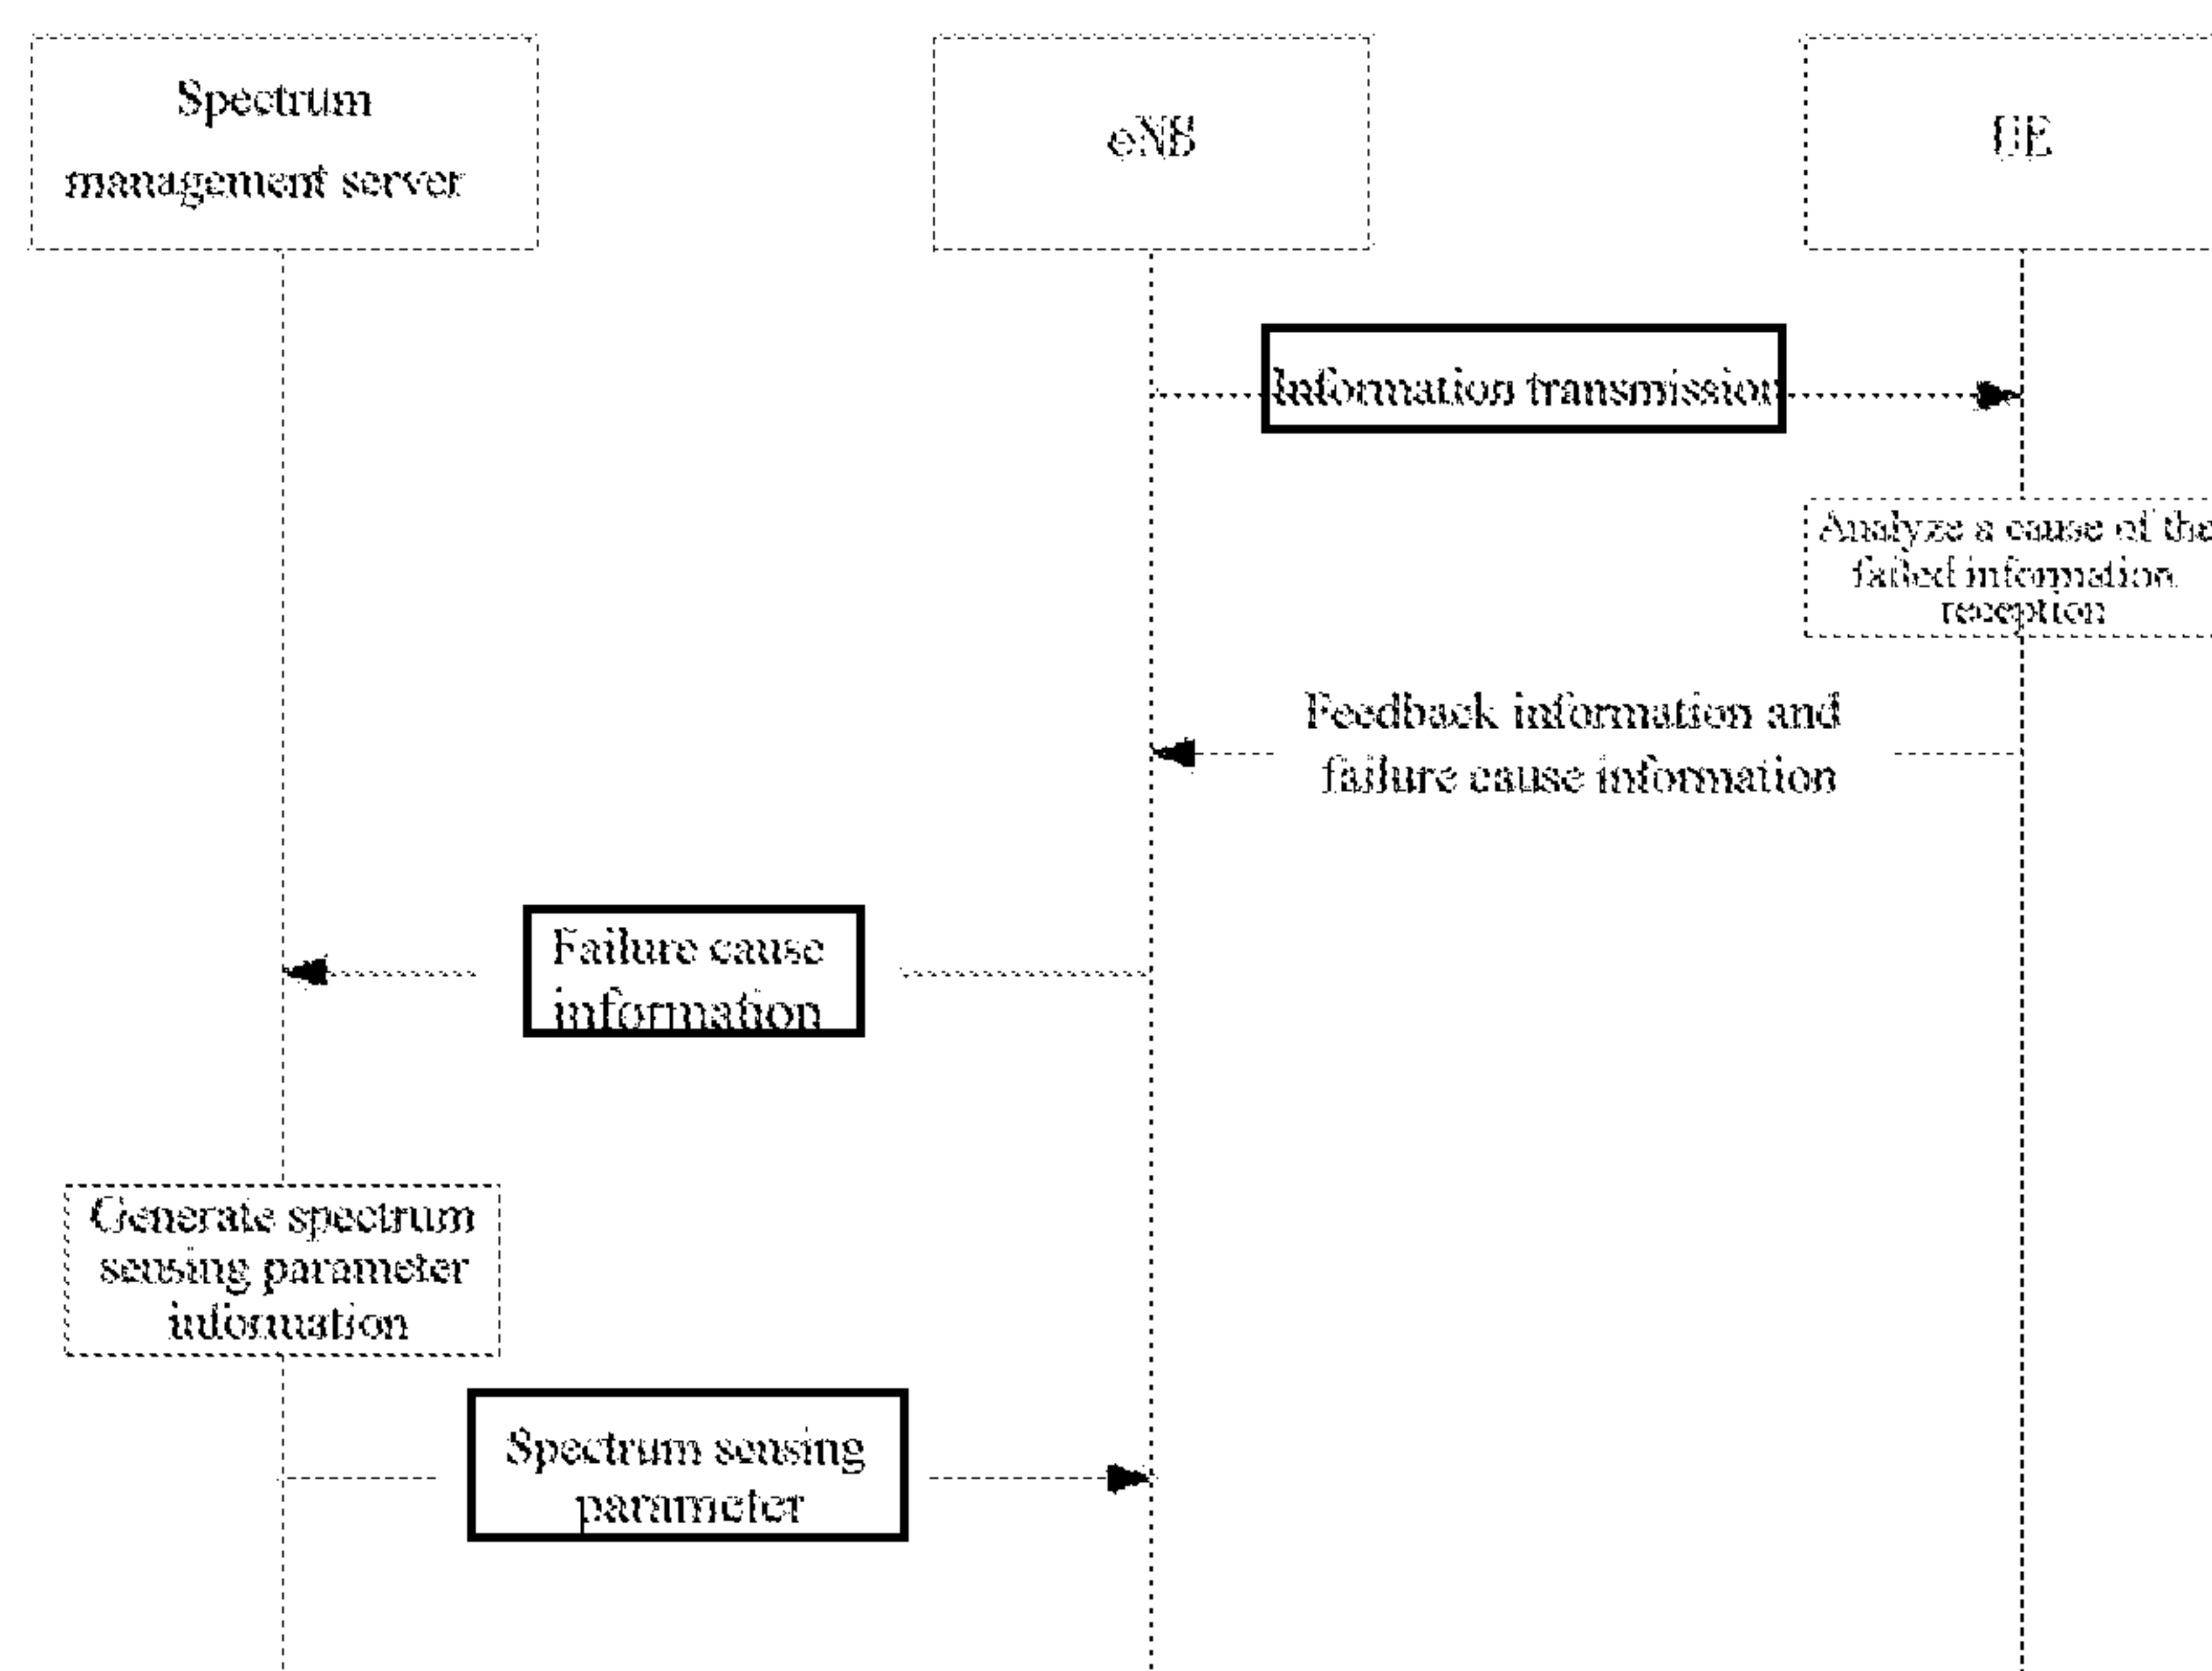 Spectrum
management server
eNB
UE
Information transmission
Analyze a cause of the
failed information
reception
Feedback information and
failure cause information
Failure cause
information
Generate spectrum
sensing parameter
information
Spectrum sensing
parameter